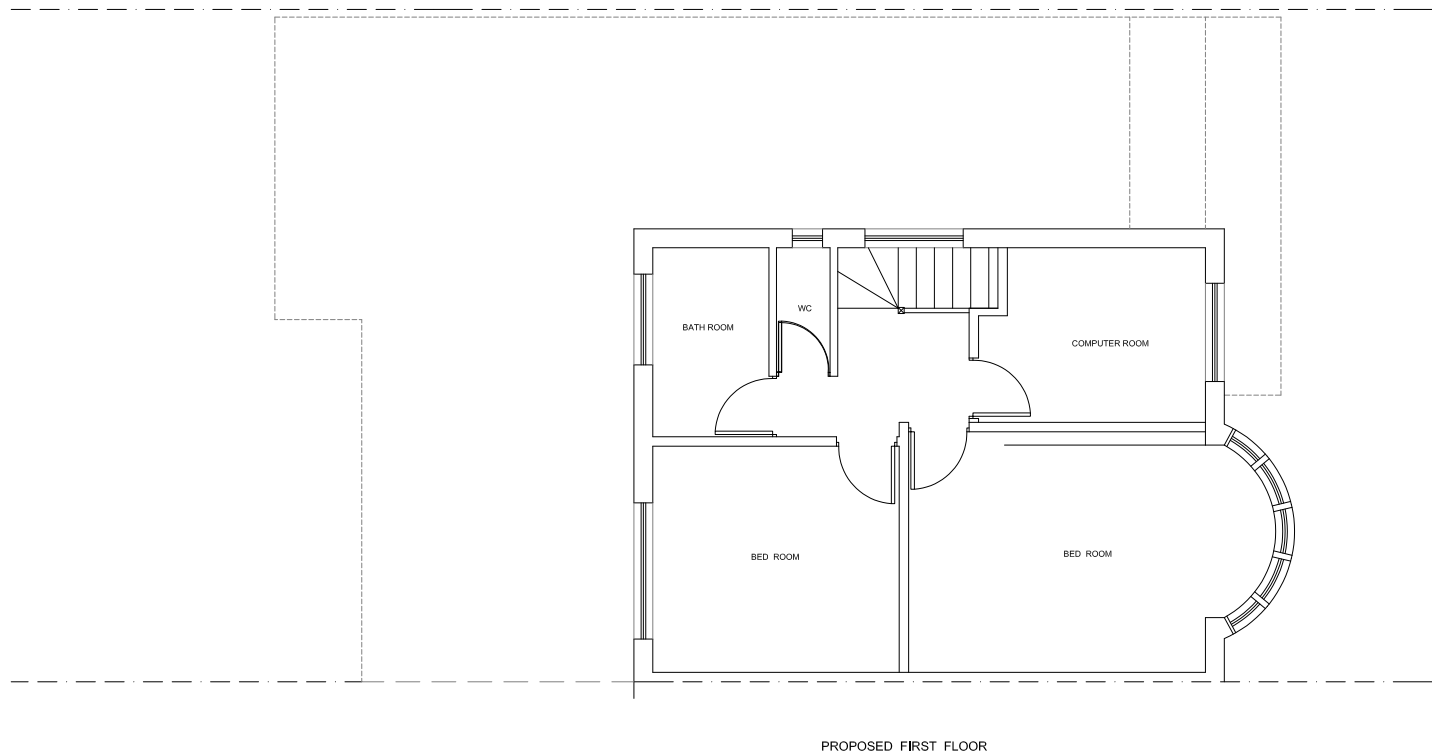 WC
BATH ROOM
COMPUTER ROOM
BED ROOM
BED ROOM
PROPOSED FIRST FLOOR